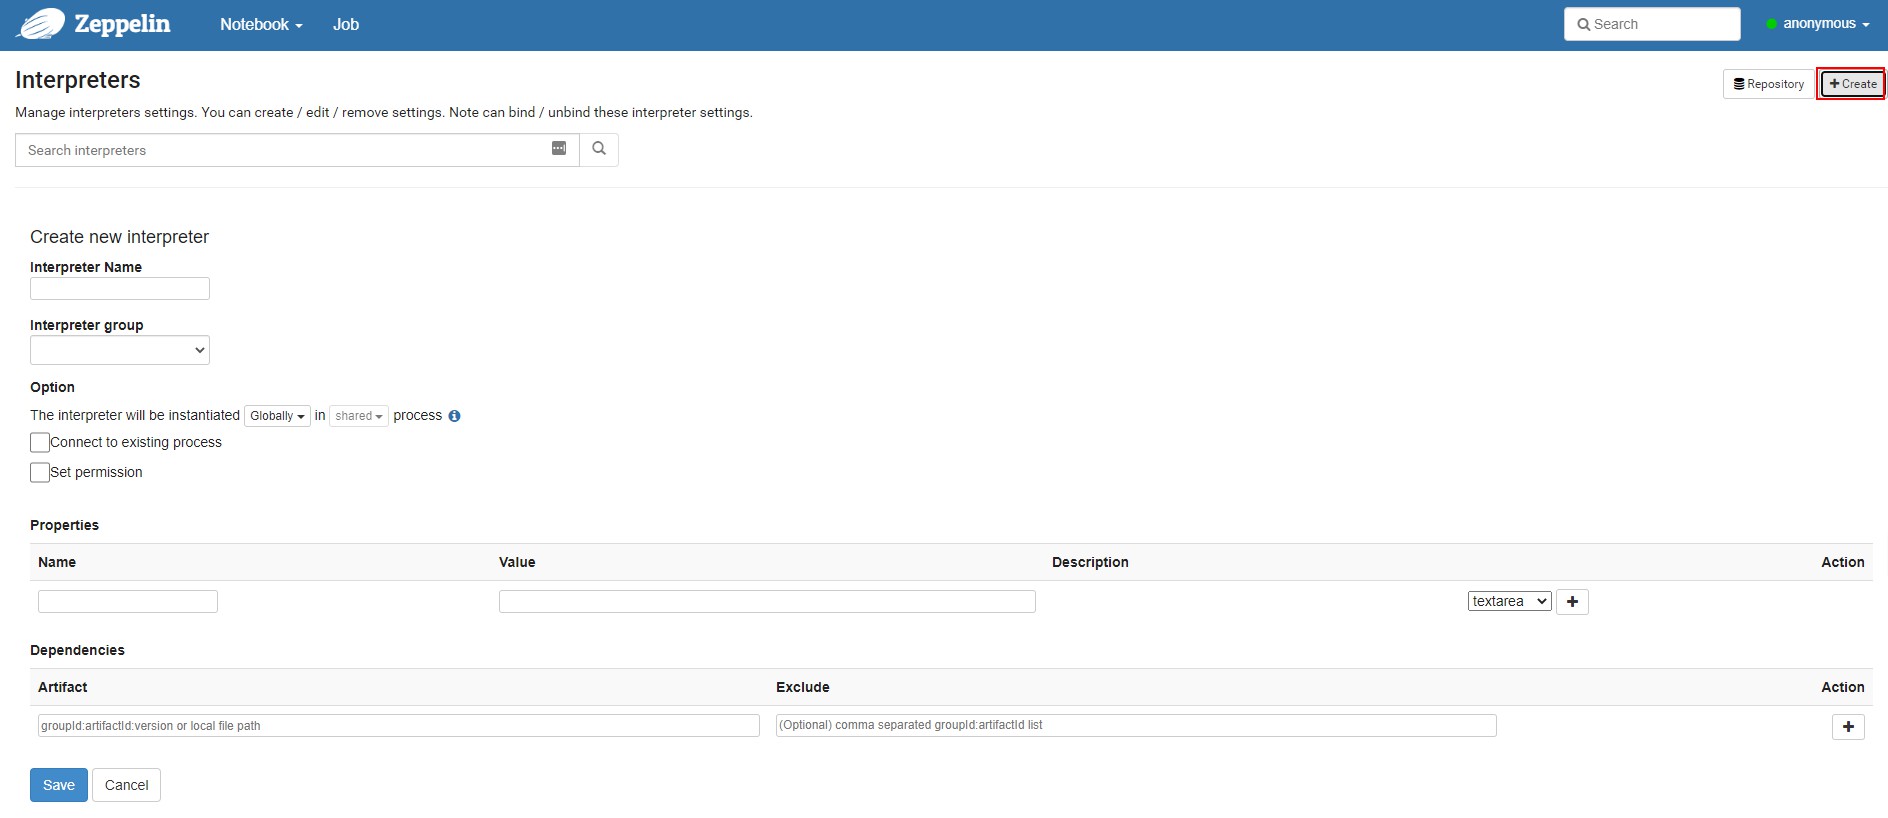 Zeppelin Notebook Job Search anonymous
Interpreters
Repository Create
Manage interpreters settings. You can create / edit / remove settings. Note can bind / unbind these interpreter settings.
Search interpreters
Create new interpreter
Interpreter Name
Interpreter group
Option
The interpreter will be instantiated Globally in shared process
Connect to existing process
Set permission
Properties
Name Value Description Action
textarea
Dependencies
Artifact Exclude Action
groupId:artifactId:version or local file path (Optional) comma separated groupId:artifactId list
Save Cancel